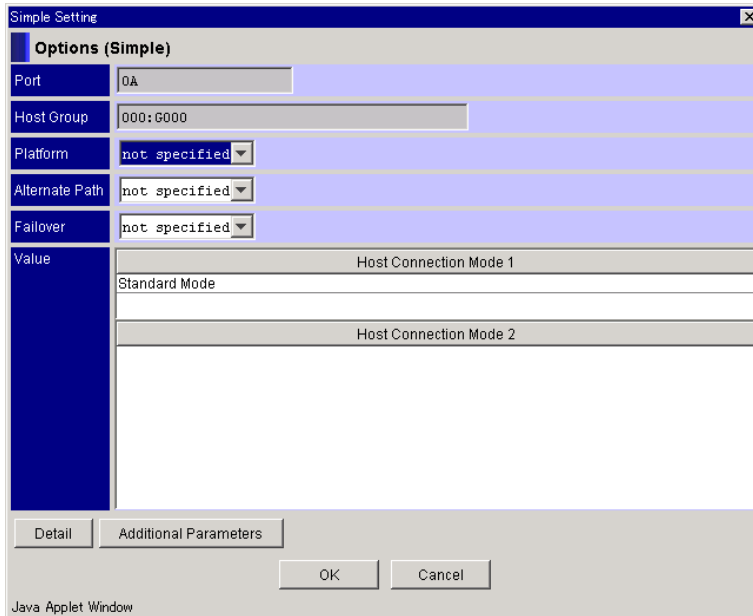 Simple Setting
Options (Simple)
Port 0A
Host Group 000:G000
Platform not specified
Alternate Path not specified
Failover not specified
Value Host Connection Mode 1
Standard Mode
Host Connection Mode 2
Detail Additional Parameters
OK Cancel
Java Applet Window